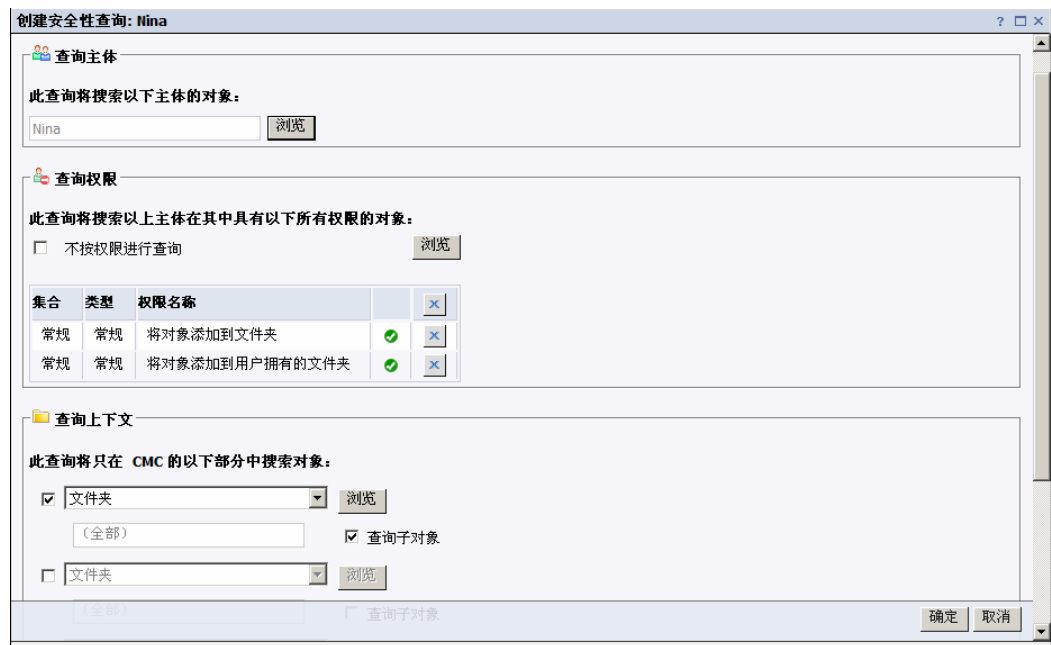 创建安全性查询: Nina
查询主体
此查询将搜索以下主体的对象：
Nina 浏览
查询权限
此查询将搜索以上主体在其中具有以下所有权限的对象：
不按权限进行查询 浏览
集合 类型 权限名称
常规 常规 将对象添加到文件夹
常规 常规 将对象添加到用户拥有的文件夹
查询上下文
此查询将只在 CMC 的以下部分中搜索对象：
文件夹 浏览
（全部） 查询子对象
文件夹 浏览
（全部） 查询子对象
确定 取消